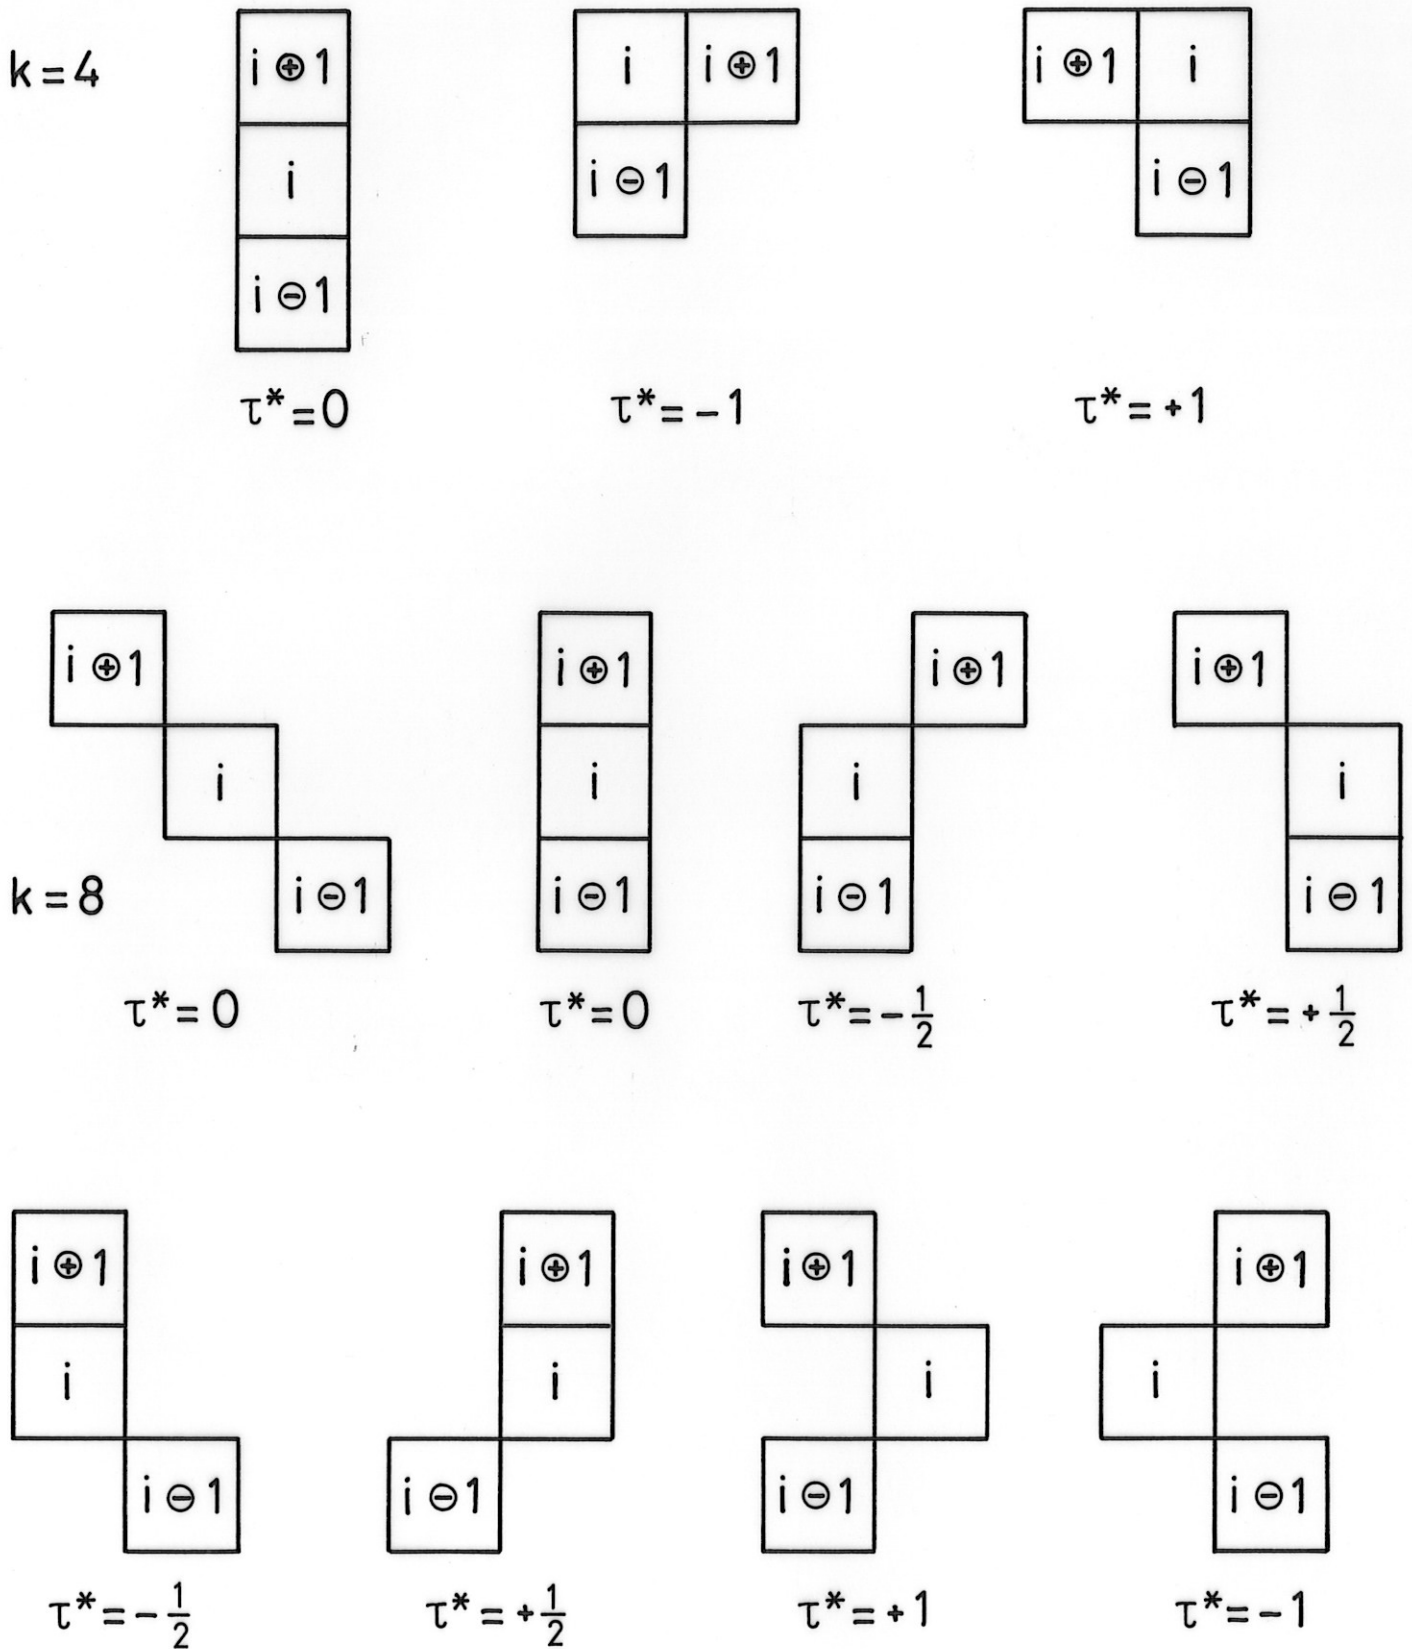 k = 4
i ⊕ 1
i
i ⊖ 1
τ* = 0
i
i ⊕ 1
i ⊖ 1
τ* = - 1
i ⊕ 1
i
i ⊖ 1
τ* = + 1
k = 8
i ⊕ 1
i
i ⊖ 1
τ* = 0
i ⊕ 1
i
i ⊖ 1
τ* = 0
i ⊕ 1
i
i ⊖ 1
τ* = - 1/2
i ⊕ 1
i
i ⊖ 1
τ* = + 1/2
i ⊕ 1
i
i ⊖ 1
τ* = - 1/2
i ⊕ 1
i
i ⊖ 1
τ* = + 1/2
i ⊕ 1
i
i ⊖ 1
τ* = + 1
i ⊕ 1
i
i ⊖ 1
τ* = - 1